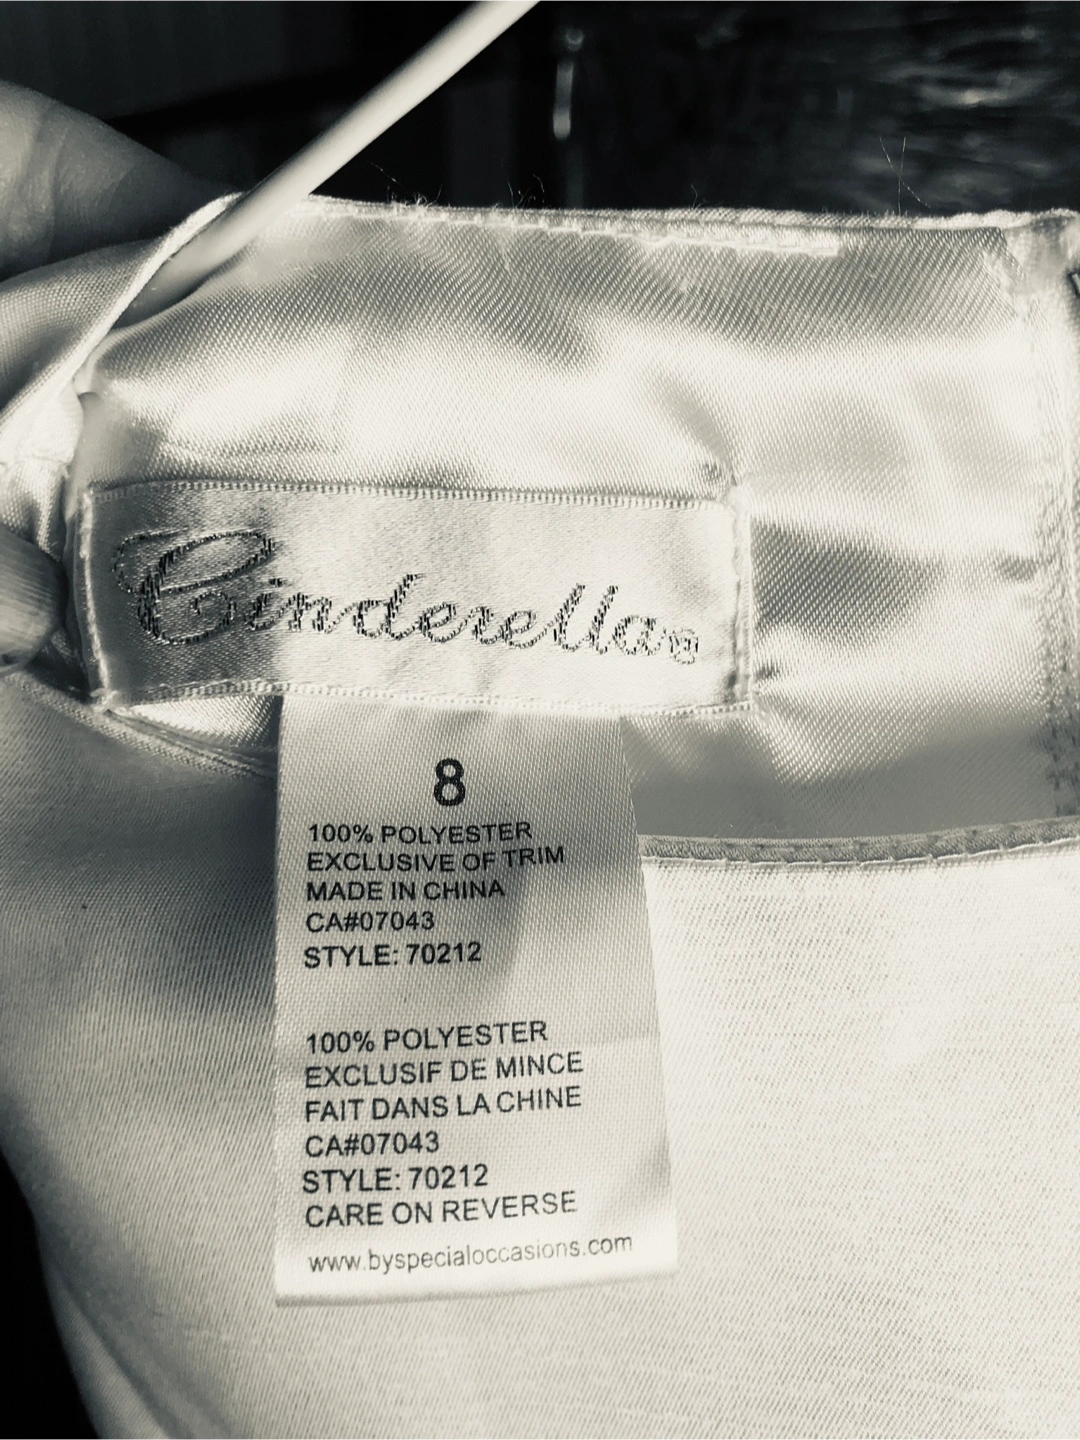 Cinderella®
8
100% POLYESTER
EXCLUSIVE OF TRIM
MADE IN CHINA
CA#07043
STYLE: 70212
100% POLYESTER
EXCLUSIF DE MINCE
FAIT DANS LA CHINE
CA#07043
STYLE: 70212
CARE ON REVERSE
www.byspecialoccasions.com